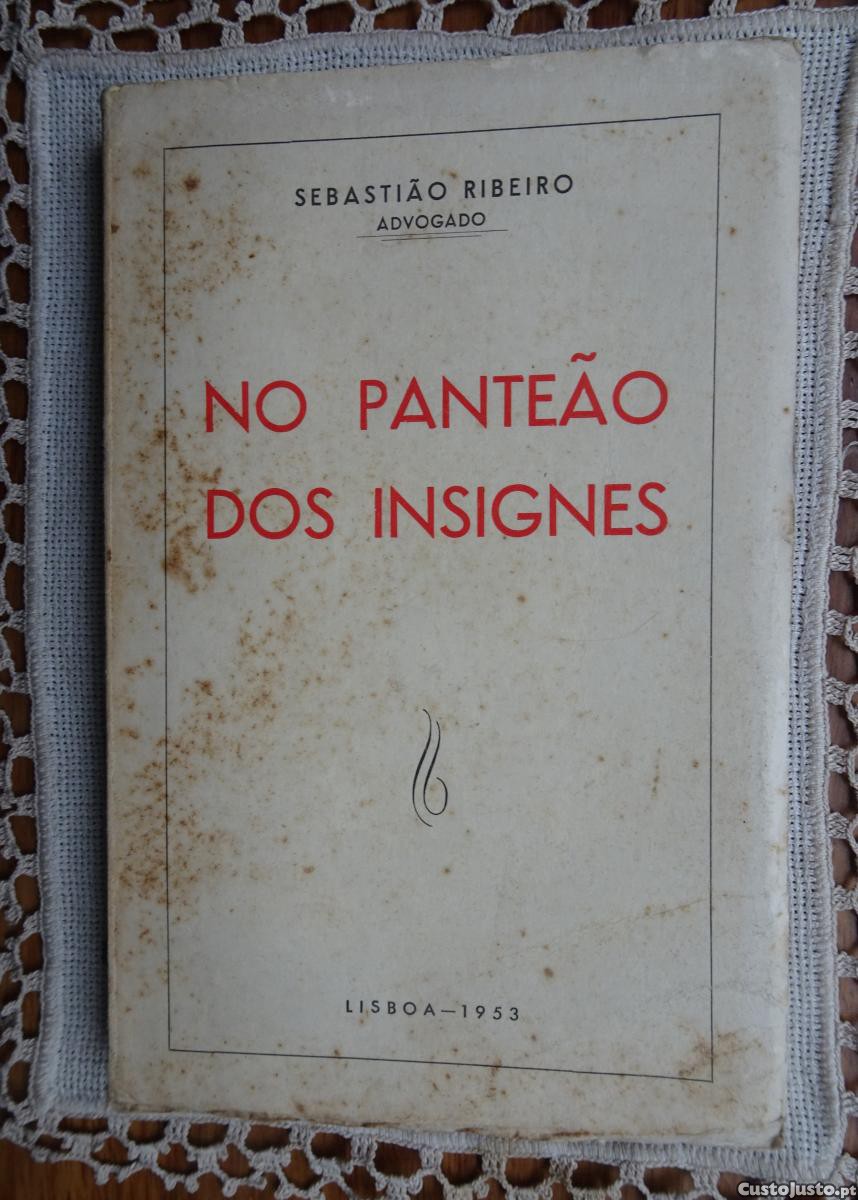 SEBASTIÃO RIBEIRO
ADVOGADO
NO PANTEÃO
DOS INSIGNES
LISBOA — 1953
CustoJusto.pt